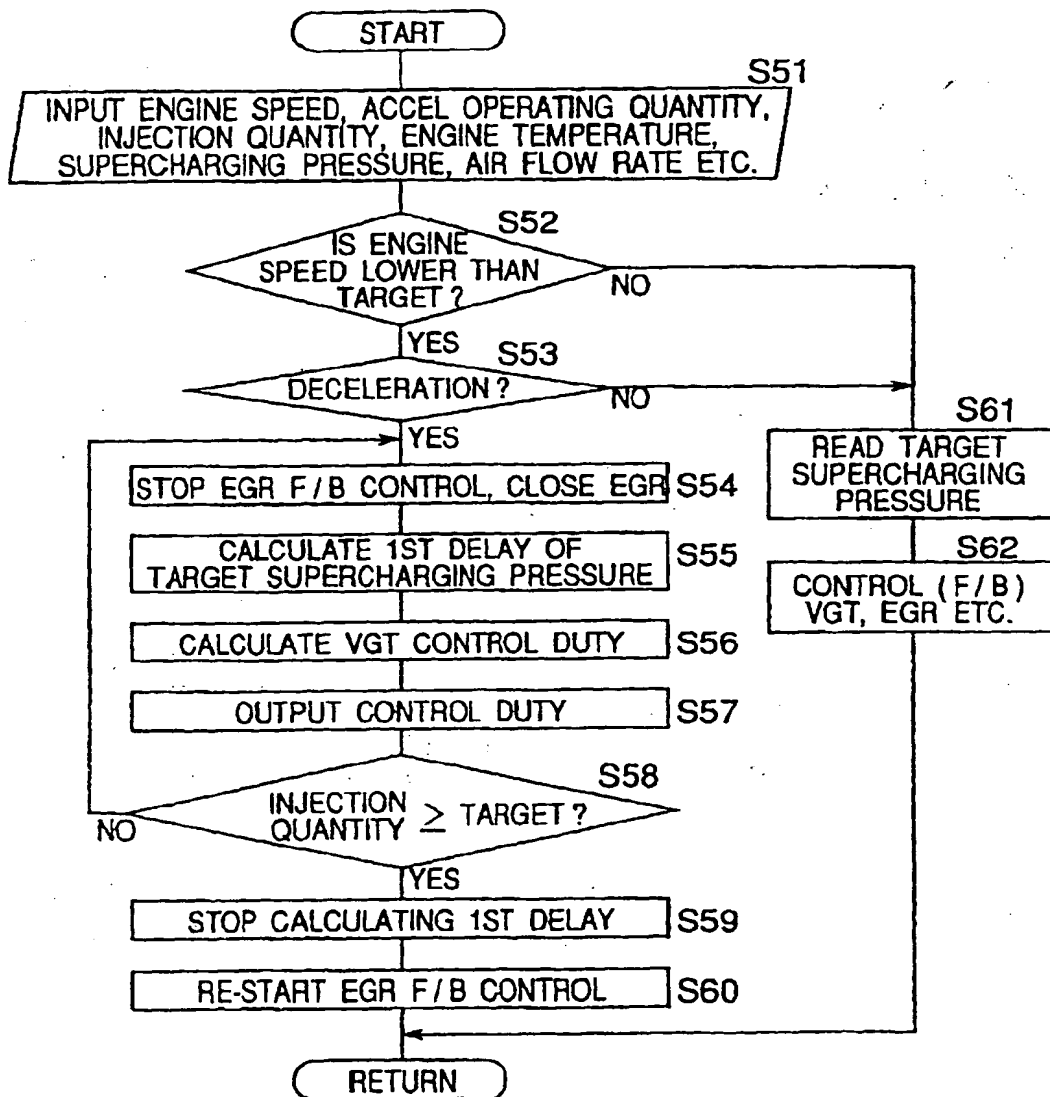 START
S51
INPUT ENGINE SPEED, ACCEL OPERATING QUANTITY,
INJECTION QUANTITY, ENGINE TEMPERATURE,
SUPERCHARGING PRESSURE, AIR FLOW RATE ETC.
S52
IS ENGINE
SPEED LOWER THAN
TARGET?
NO
YES
S53
DECELERATION?
NO
YES
S61
READ TARGET
SUPERCHARGING
PRESSURE
STOP EGR F/B CONTROL, CLOSE EGR S54
CALCULATE 1ST DELAY OF
TARGET SUPERCHARGING PRESSURE
S55
S62
CONTROL (F/B)
VGT, EGR ETC.
CALCULATE VGT CONTROL DUTY S56
OUTPUT CONTROL DUTY S57
S58
INJECTION
QUANTITY ≥ TARGET?
NO
YES
STOP CALCULATING 1ST DELAY S59
RE-START EGR F/B CONTROL S60
RETURN